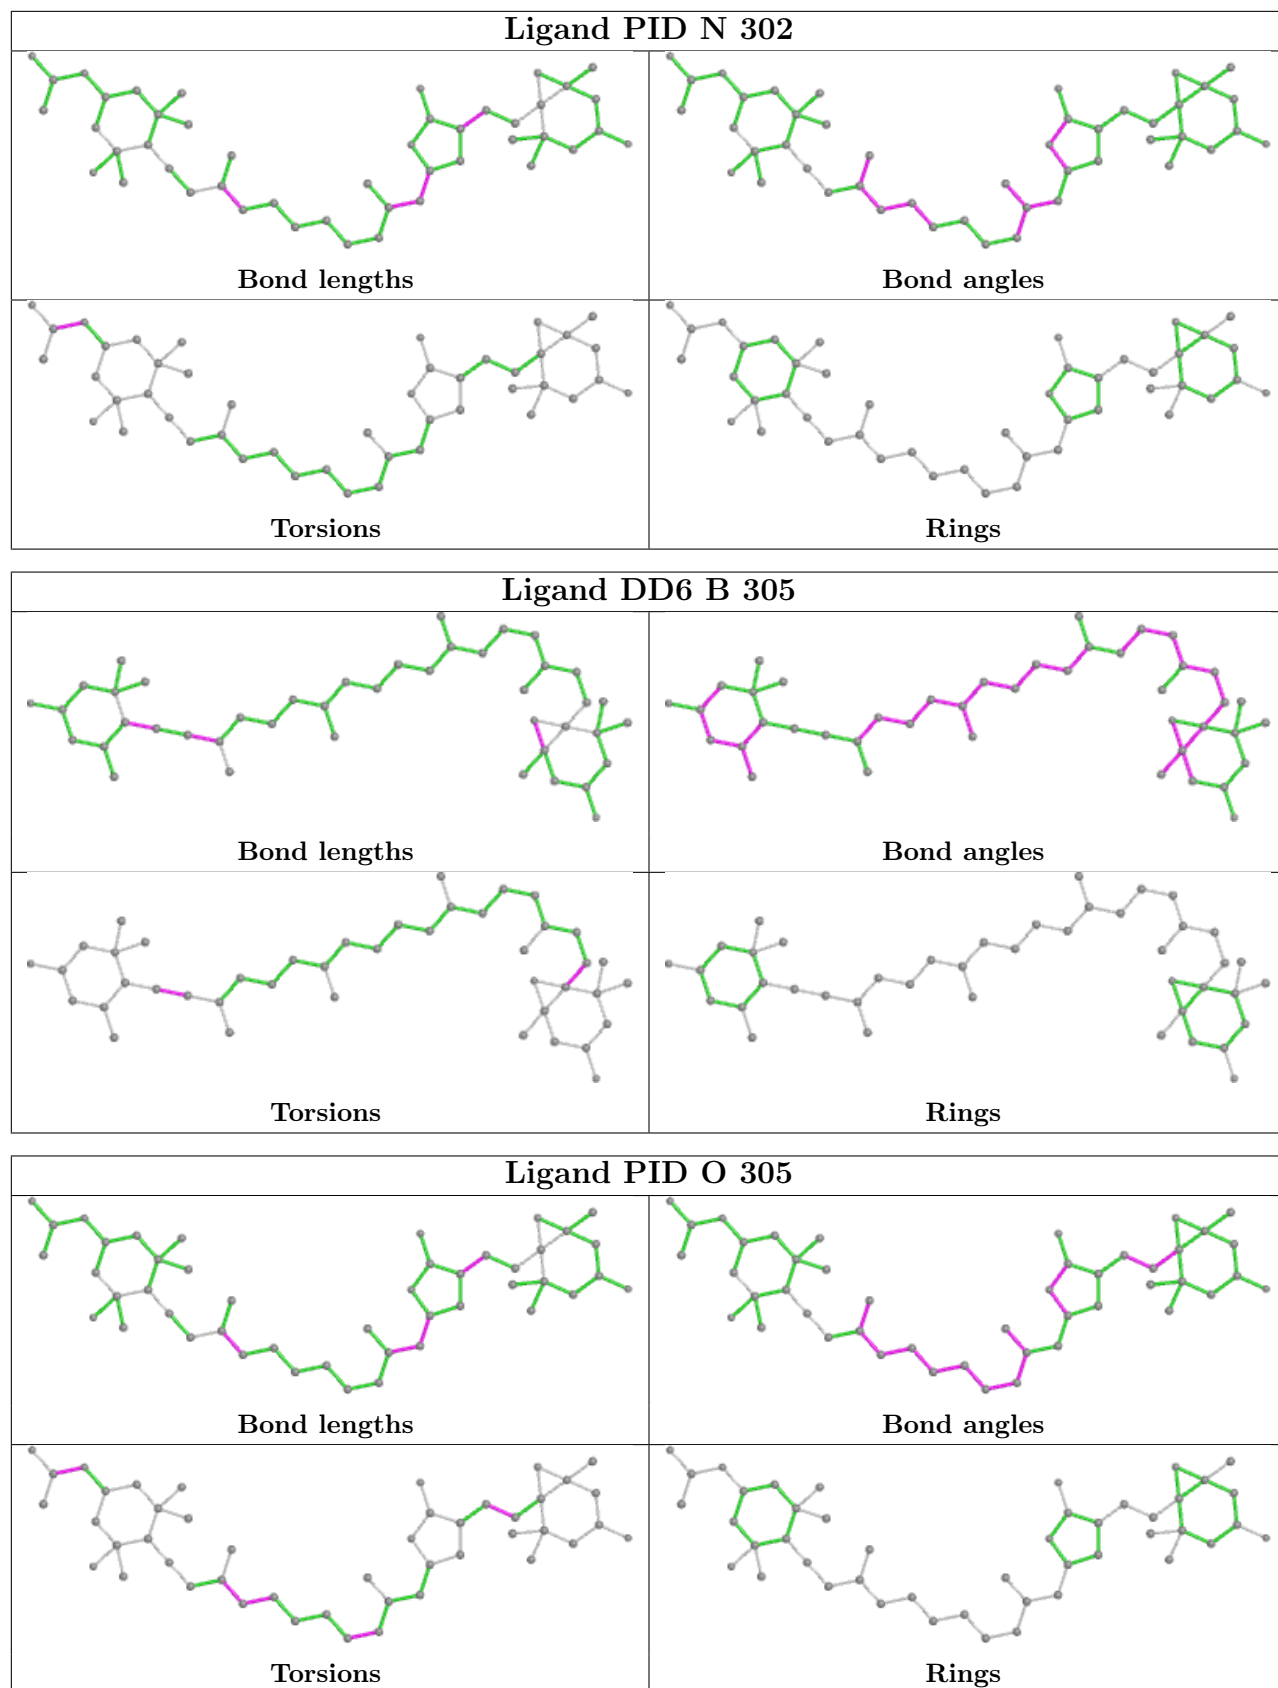 Ligand PID N 302
Bond lengths
Bond angles
Torsions
Rings
Ligand DD6 B 305
Bond lengths
Bond angles
Torsions
Rings
Ligand PID O 305
Bond lengths
Bond angles
Torsions
Rings